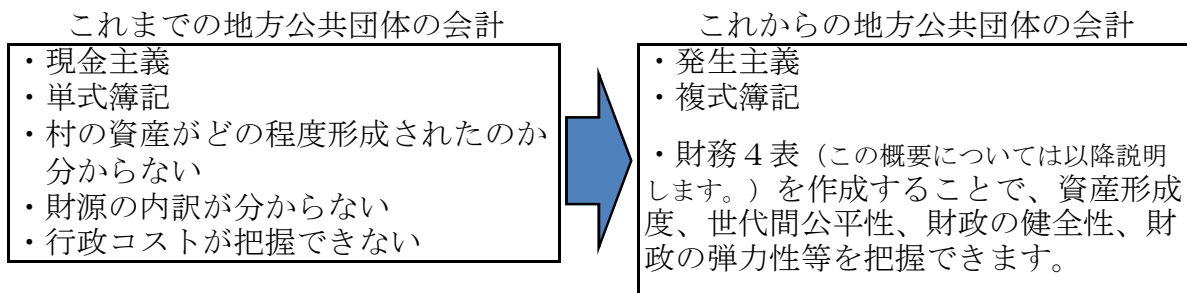 これまでの地方公共団体の会計
・現金主義
・単式簿記
・村の資産がどの程度形成されたのか
分からない
・財源の内訳が分からない
・行政コストが把握できない
これからの地方公共団体の会計
・発生主義
・複式簿記
・財務４表（この概要については以降説明
します。）を作成することで、資産形成
度、世代間公平性、財政の健全性、財
政の弾力性等を把握できます。